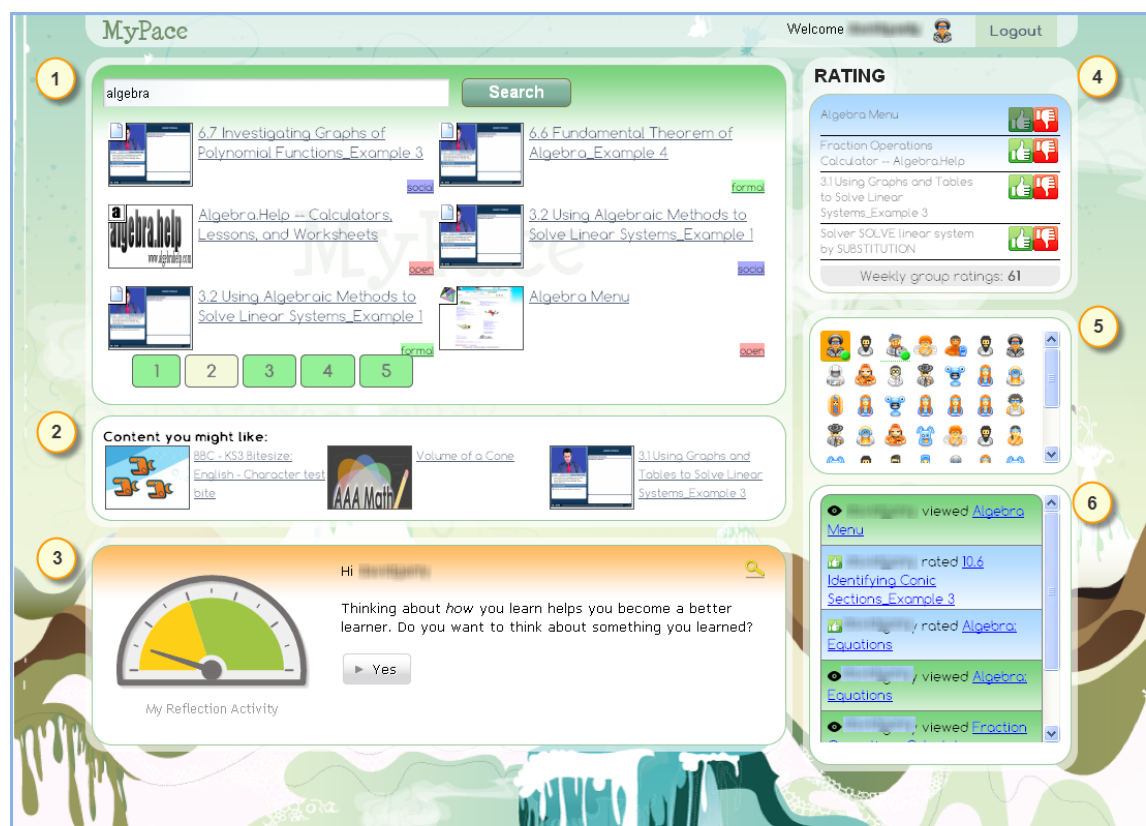 MyPace
Welcome
Logout
1
algebra
Search
6.7 Investigating Graphs of
Polynomial Functions_Example 3
social
6.6 Fundamental Theorem of
Algebra_Example 4
formal
a
algebra.help
www.algebrahelp.com
Algebra.Help -- Calculators,
Lessons, and Worksheets
open
3.2 Using Algebraic Methods to
Solve Linear Systems_Example 1
social
3.2 Using Algebraic Methods to
Solve Linear Systems_Example 1
formal
Algebra Menu
open
MyPace
1 2 3 4 5
2
Content you might like:
BBC - KS3 Bitesize:
English - Character test
bite
AAA Math
Volume of a Cone
3.1 Using Graphs and
Tables to Solve Linear
Systems_Example 3
3
My Reflection Activity
Hi
Thinking about how you learn helps you become a better
learner. Do you want to think about something you learned?
Yes
4
RATING
Algebra Menu
Fraction Operations
Calculator -- Algebra.Help
3.1 Using Graphs and Tables
to Solve Linear
Systems_Example 3
Solver SOLVE linear system
by SUBSTITUTION
Weekly group ratings: 61
5
6
viewed Algebra
Menu
rated 10.6
Identifying Conic
Sections_Example 3
y rated Algebra:
Equations
y viewed Algebra:
Equations
viewed Fraction